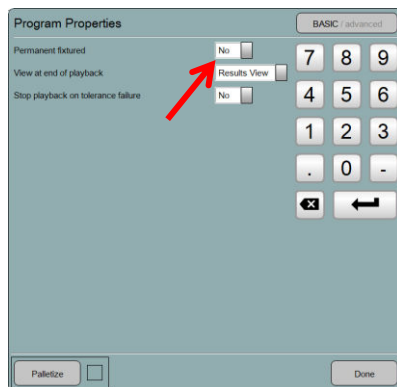 Program Properties
BASIC / advanced
Permanent fixtured No
View at end of playback Results View
Stop playback on tolerance failure No
7 8 9
4 5 6
1 2 3
. 0 -
Palletize
Done